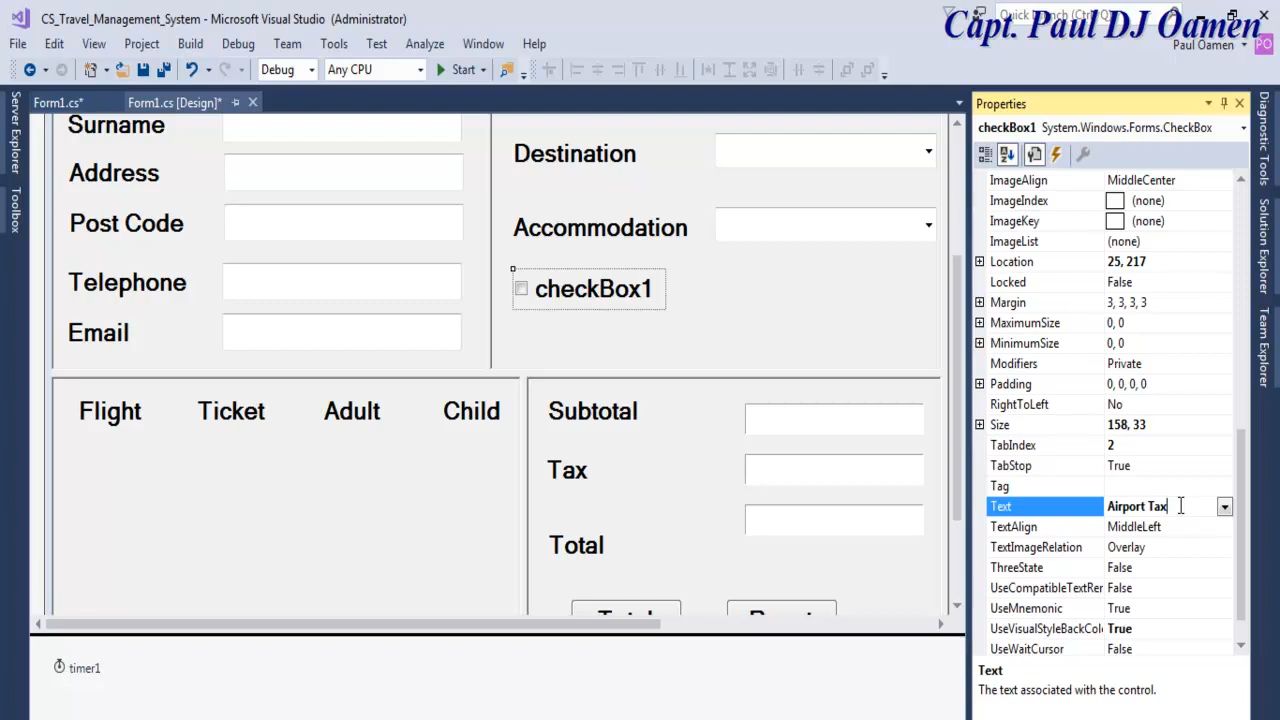 CS_Travel_Management_System - Microsoft Visual Studio (Administrator)
Quick Launch (Ctrl+Q)
Capt. Paul DJ Oamen
File Edit View Project Build Debug Team Tools Test Analyze Window Help
Paul Oamen PO
Debug Any CPU Start
Server Explorer
Toolbox
Form1.cs* Form1.cs [Design]*
Surname
Address
Post Code
Telephone
Email
Destination
Accommodation
checkBox1
Flight Ticket Adult Child
Subtotal
Tax
Total
timer1
Properties
checkBox1 System.Windows.Forms.CheckBox
ImageAlign MiddleCenter
ImageIndex (none)
ImageKey (none)
ImageList (none)
Location 25, 217
Locked False
Margin 3, 3, 3, 3
MaximumSize 0, 0
MinimumSize 0, 0
Modifiers Private
Padding 0, 0, 0, 0
RightToLeft No
Size 158, 33
TabIndex 2
TabStop True
Tag
Text Airport Tax
TextAlign MiddleLeft
TextImageRelation Overlay
ThreeState False
UseCompatibleTextRer False
UseMnemonic True
UseVisualStyleBackColo True
UseWaitCursor False
Text
The text associated with the control.
Diagnostic Tools
Solution Explorer
Team Explorer